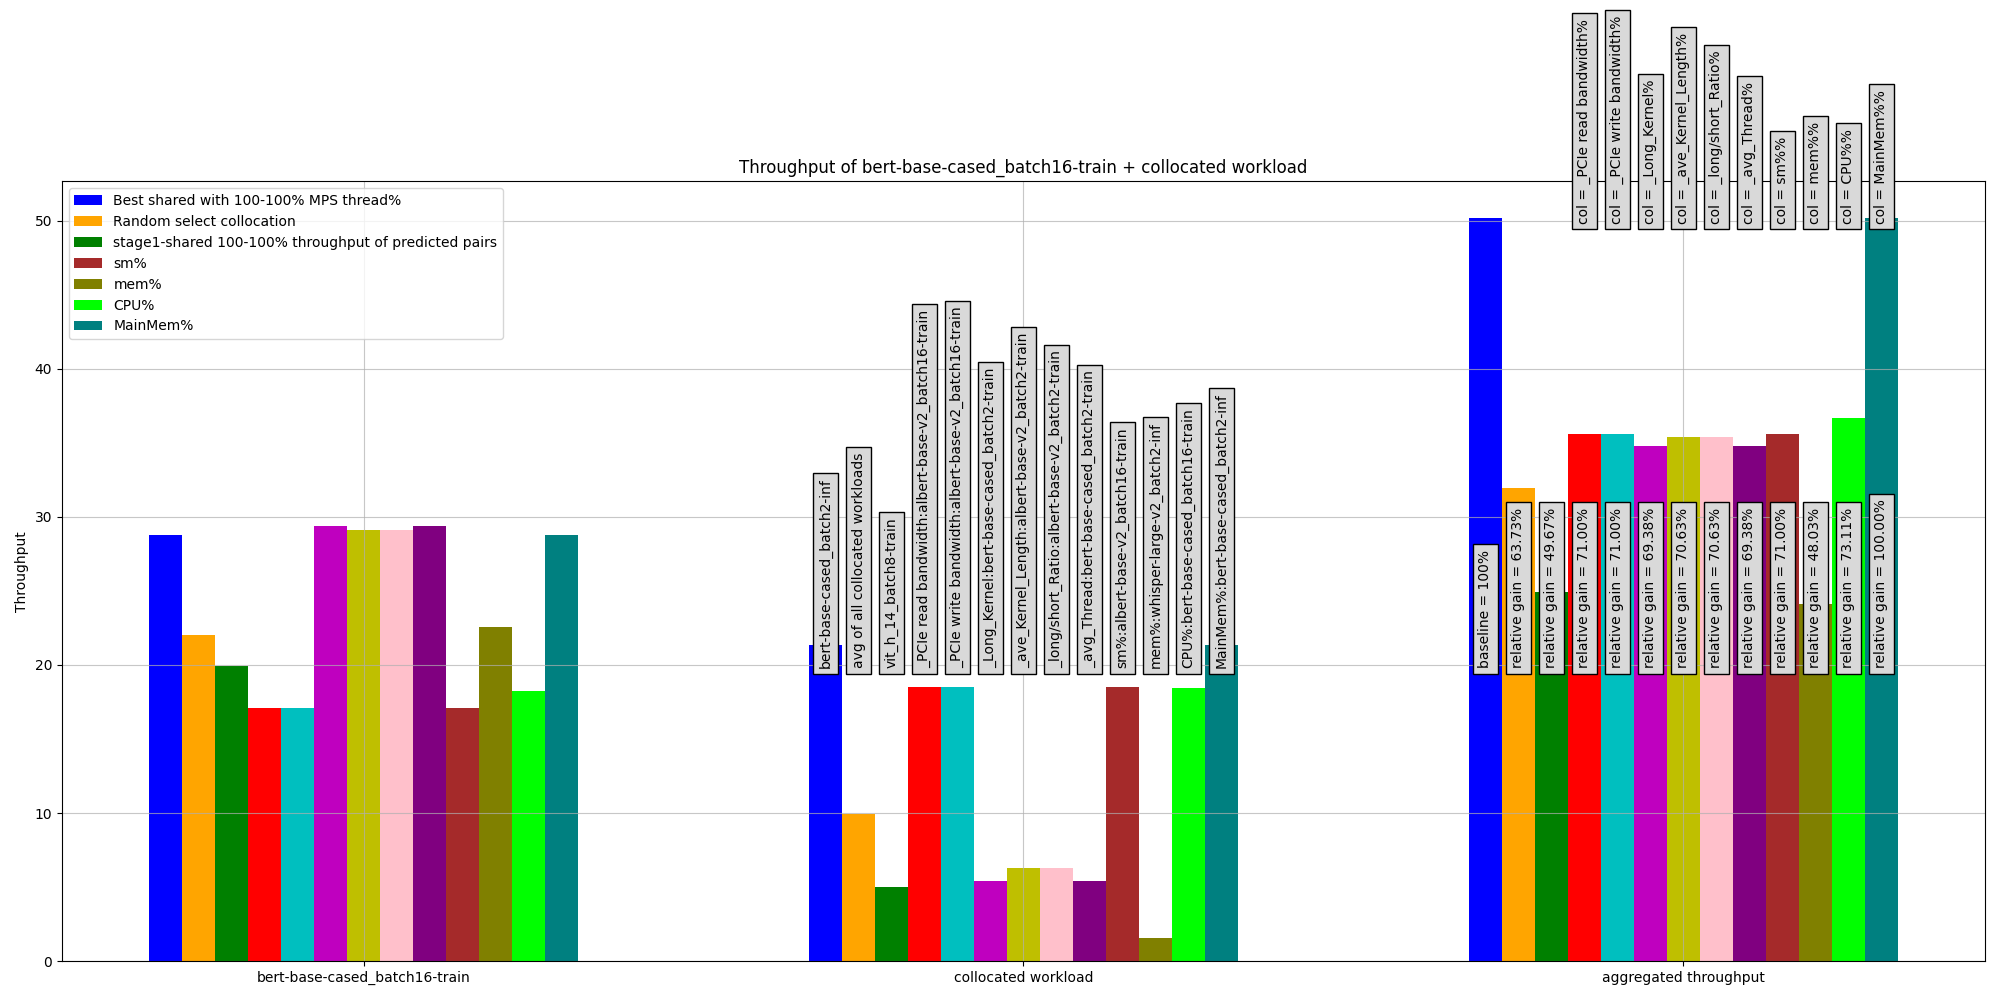 col = _PCIe read bandwidth%
col = _PCIe write bandwidth%
col = _Long_Kernel%
col = _ave_Kernel_Length%
col = _long/short_Ratio%
col = _avg_Thread%
col = sm%%
col = mem%%
col = CPU%%
col = MainMem%%
Throughput of bert-base-cased_batch16-train + collocated workload
Best shared with 100-100% MPS thread%
Random select collocation
stage1-shared 100-100% throughput of predicted pairs
sm%
mem%
CPU%
MainMem%
Throughput
50
40
30
20
10
0
bert-base-cased_batch2-inf
avg of all collocated workloads
vit_h_14_batch8-train
_PCIe read bandwidth:albert-base-v2_batch16-train
_PCIe write bandwidth:albert-base-v2_batch16-train
_Long_Kernel:bert-base-cased_batch2-train
_ave_Kernel_Length:albert-base-v2_batch2-train
_long/short_Ratio:albert-base-v2_batch2-train
_avg_Thread:bert-base-cased_batch2-train
sm%:albert-base-v2_batch16-train
mem%:whisper-large-v2_batch2-inf
CPU%:bert-base-cased_batch16-train
MainMem%:bert-base-cased_batch2-inf
baseline = 100%
relative gain = 63.73%
relative gain = 49.67%
relative gain = 71.00%
relative gain = 71.00%
relative gain = 69.38%
relative gain = 70.63%
relative gain = 70.63%
relative gain = 69.38%
relative gain = 71.00%
relative gain = 48.03%
relative gain = 73.11%
relative gain = 100.00%
bert-base-cased_batch16-train
collocated workload
aggregated throughput